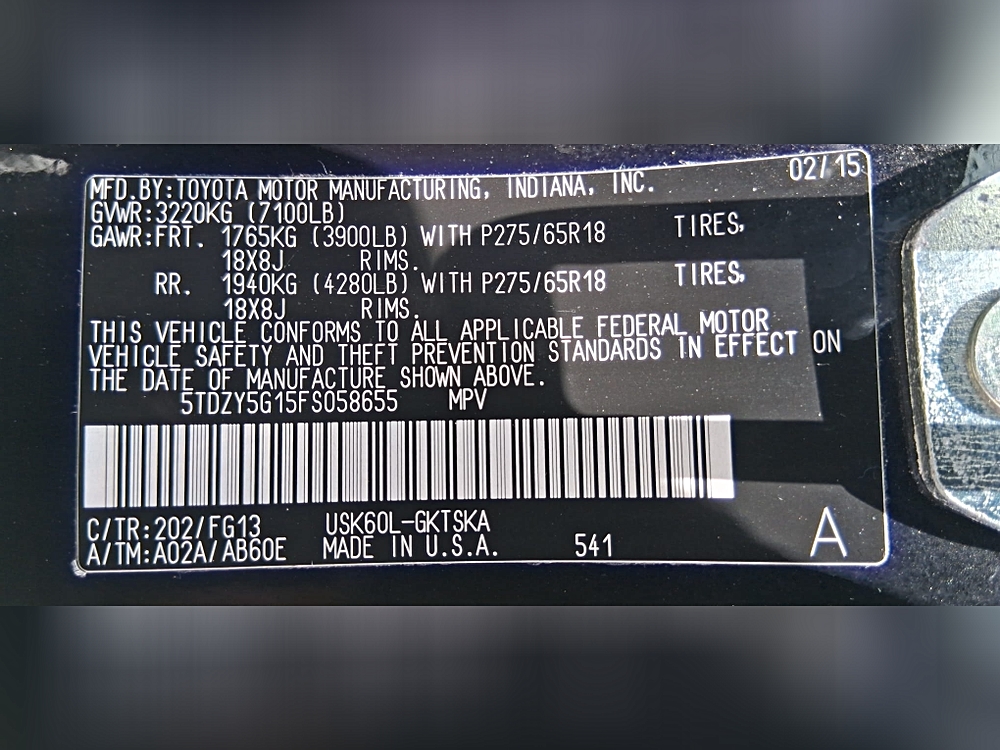 02/15
MFD.BY:TOYOTA MOTOR MANUFACTURING, INDIANA, INC.
GVWR:3220KG (7100LB)
GAWR:FRT. 1765KG (3900LB) WITH P275/65R18 TIRES,
18X8J RIMS.
RR. 1940KG (4280LB) WITH P275/65R18 TIRES,
18X8J RIMS.
THIS VEHICLE CONFORMS TO ALL APPLICABLE FEDERAL MOTOR
VEHICLE SAFETY AND THEFT PREVENTION STANDARDS IN EFFECT ON
THE DATE OF MANUFACTURE SHOWN ABOVE.
5TDZY5G15FS058655 MPV
C/TR:202/FG13 USK60L-GKTSKA
A/TM:A02A/AB60E MADE IN U.S.A. 541 A